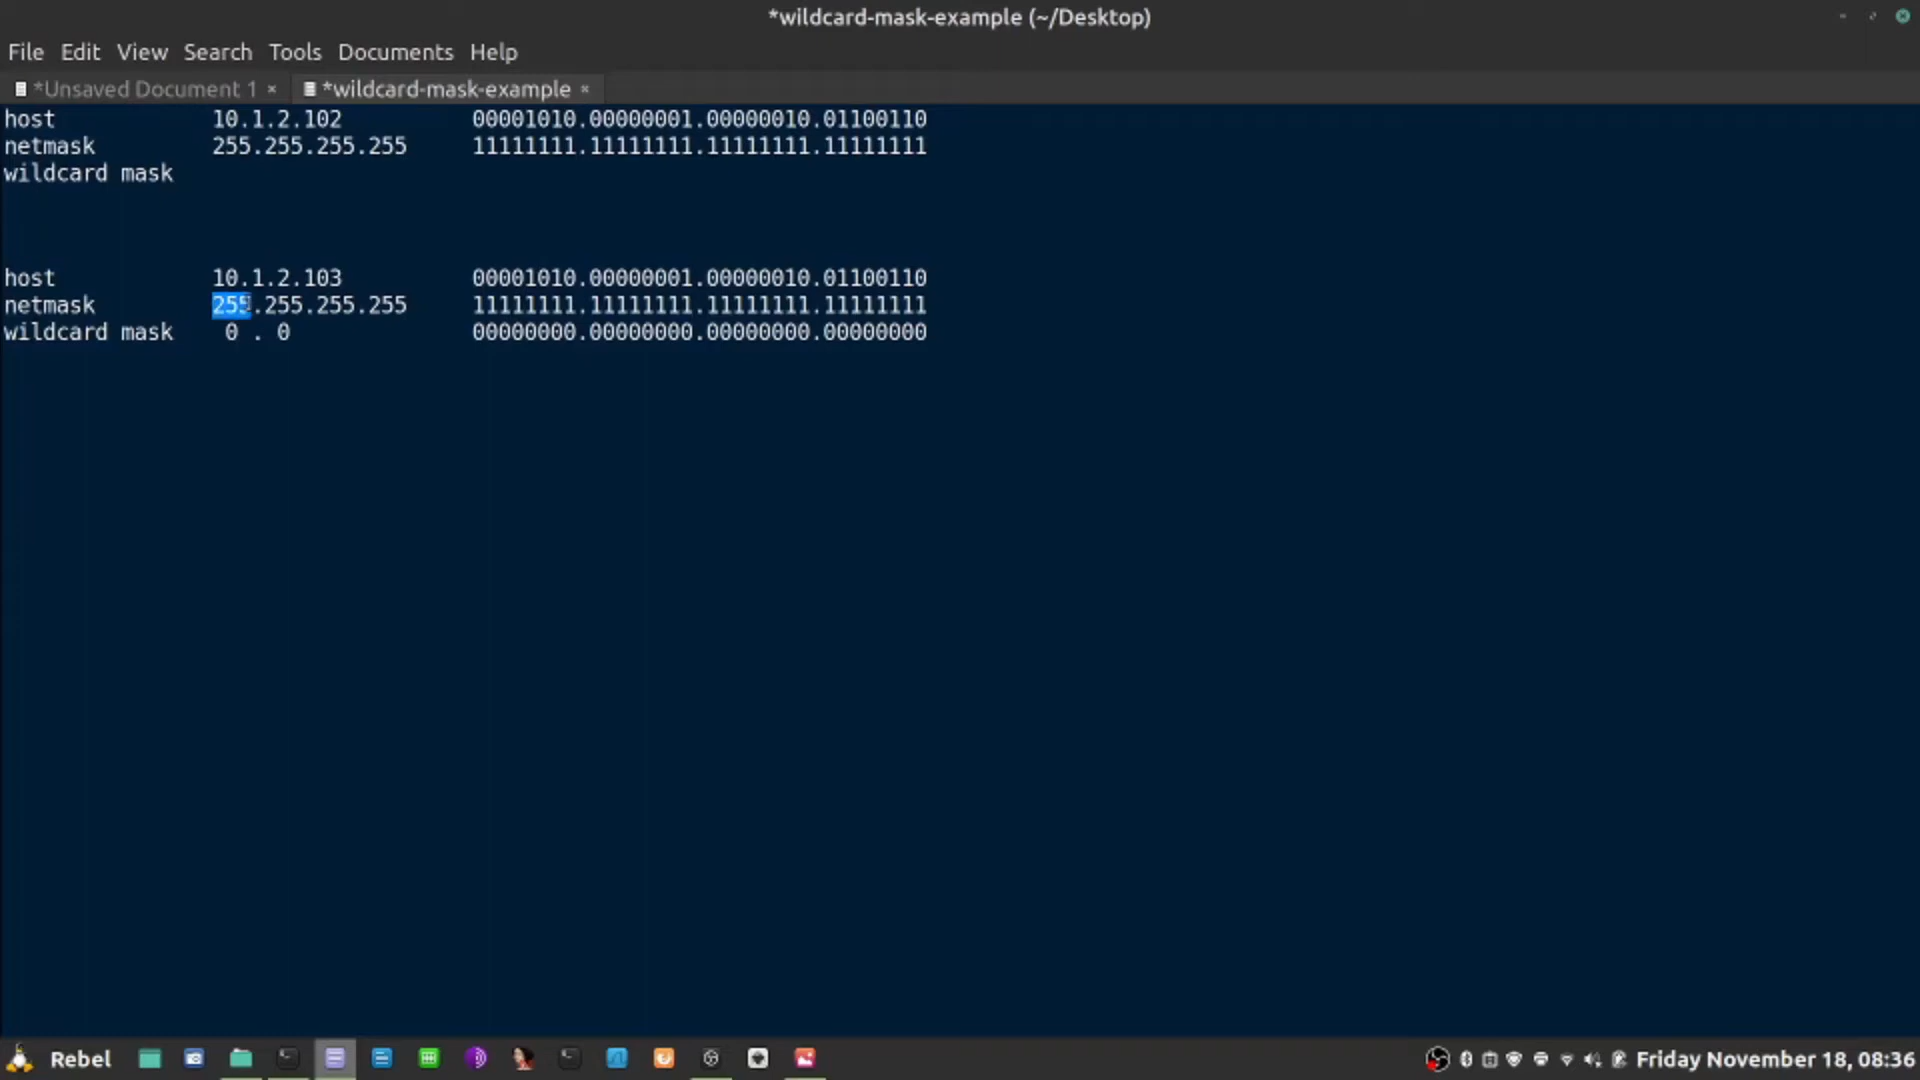 *wildcard-mask-example (~/Desktop)
File Edit View Search Tools Documents Help
*Unsaved Document 1 × *wildcard-mask-example ×
host 10.1.2.102 00001010.00000001.00000010.01100110
netmask 255.255.255.255 11111111.11111111.11111111.11111111
wildcard mask
host 10.1.2.103 00001010.00000001.00000010.01100110
netmask 255.255.255.255 11111111.11111111.11111111.11111111
wildcard mask 0 . 0 00000000.00000000.00000000.00000000
Rebel Friday November 18, 08:36